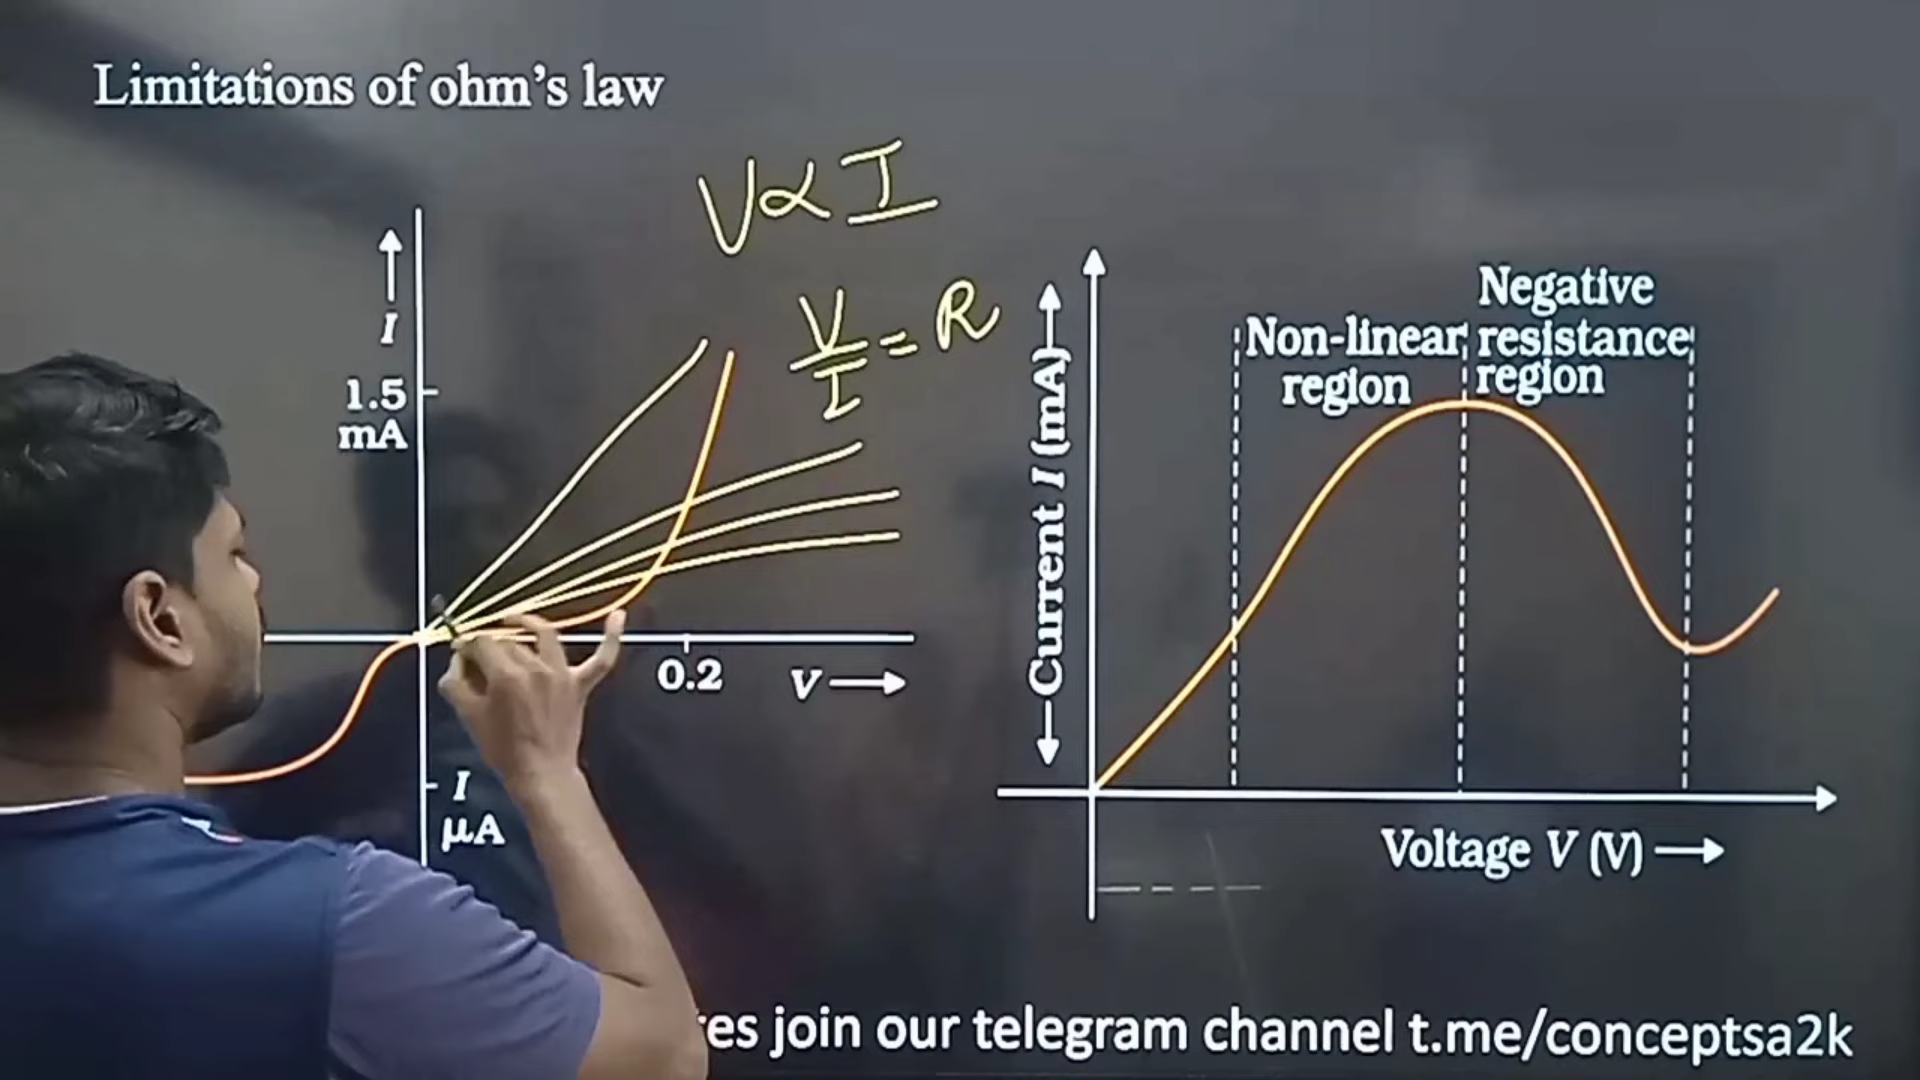 Limitations of ohm's law
V ∝ I
V/I = R
I
1.5
mA
0.2
V
I
μA
Current I (mA)
Non-linear
region
Negative
resistance
region
Voltage V (V)
join our telegram channel t.me/conceptsa2k